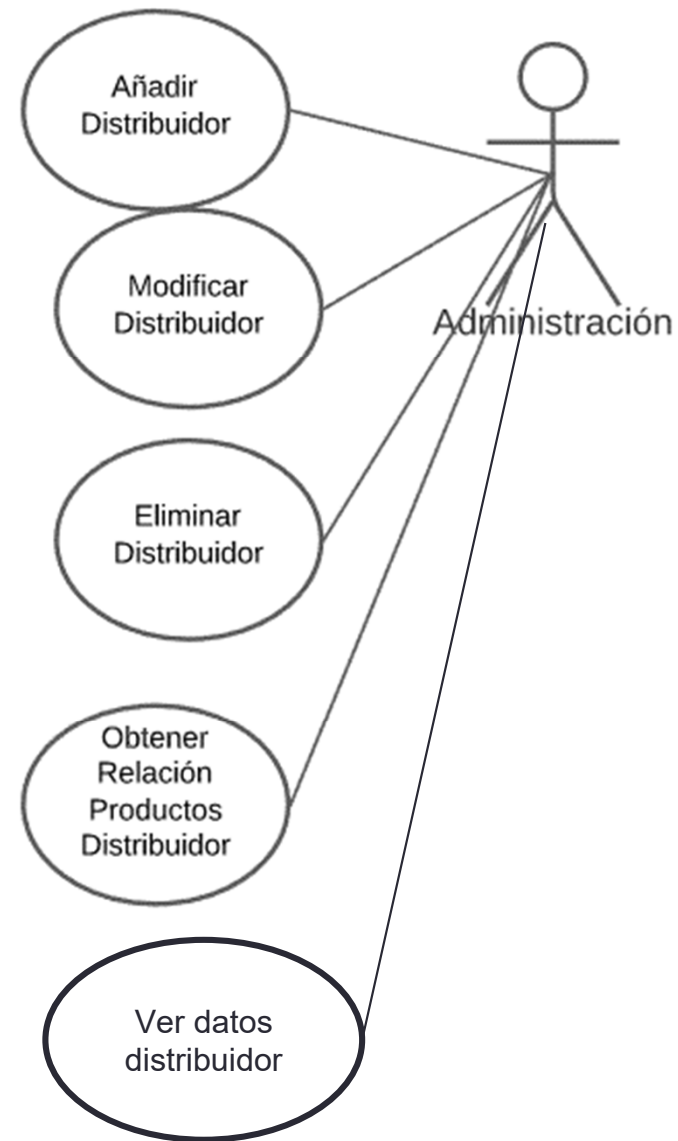 Añadir
Distribuidor
Modificar
Distribuidor
Administración
Eliminar
Distribuidor
Obtener
Relación
Productos
Distribuidor
Ver datos
distribuidor